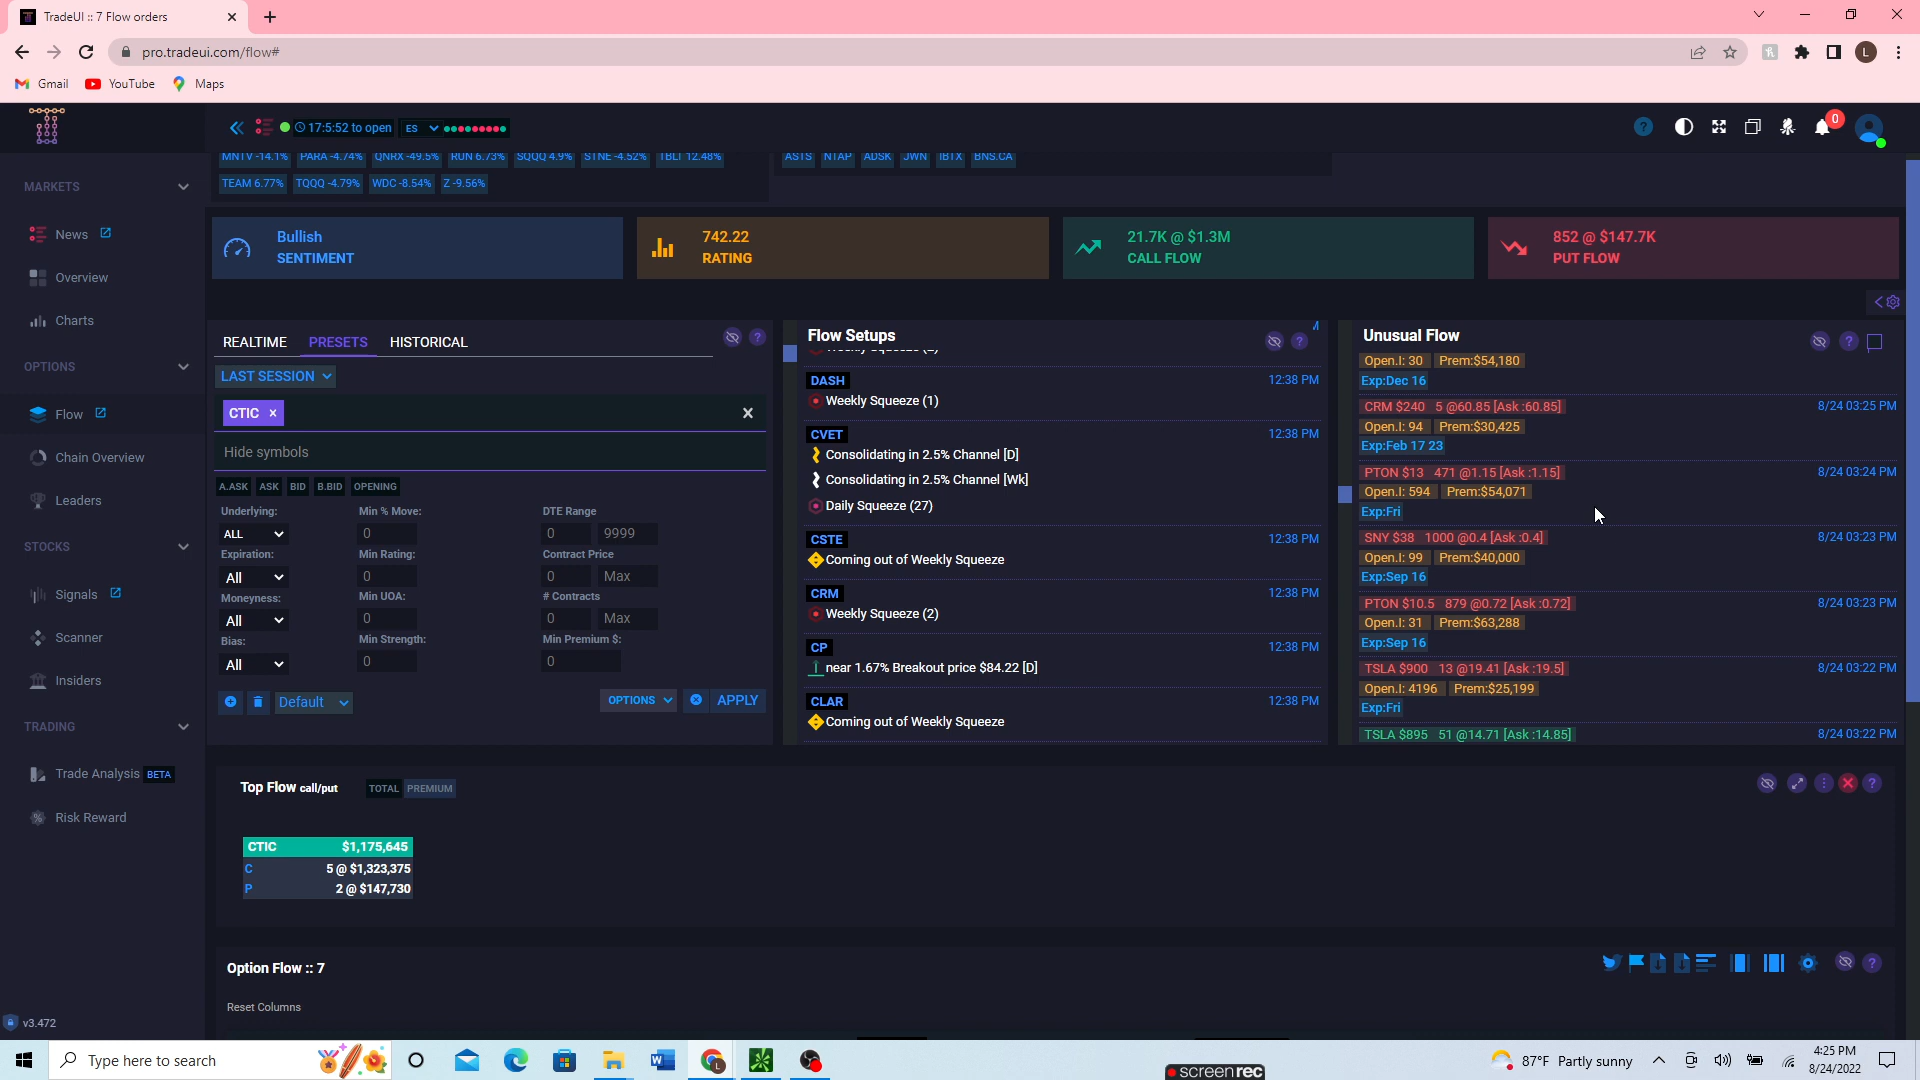 TradeUI :: 7 Flow orders
pro.tradeui.com/flow#
L
Gmail
YouTube
Maps
17:5:52 to open
ES
?
0
MNTV -14.1%
PARA -4.74%
QNRX -49.5%
RUN 6.73%
SQQQ 4.9%
STNE -4.52%
TBLT 12.48%
TEAM 6.77%
TQQQ -4.79%
WDC -8.54%
Z -9.56%
ASTS
NTAP
ADSK
JWN
IBTX
BNS.CA
MARKETS
News
Overview
Charts
OPTIONS
Flow
Chain Overview
Leaders
STOCKS
Signals
Scanner
Insiders
TRADING
Trade Analysis BETA
Risk Reward
v3.472
Bullish
SENTIMENT
742.22
RATING
21.7K @ $1.3M
CALL FLOW
852 @ $147.7K
PUT FLOW
REALTIME
PRESETS
HISTORICAL
LAST SESSION
CTIC ×
Hide symbols
A.ASK
ASK
BID
B.BID
OPENING
Underlying:
Min % Move:
DTE Range
ALL
0
0
9999
Expiration:
Min Rating:
Contract Price
All
0
0
Max
Moneyness:
Min UOA:
# Contracts
All
0
0
Max
Bias:
Min Strength:
Min Premium $:
All
0
0
Default
OPTIONS
APPLY
Flow Setups
DASH
12:38 PM
Weekly Squeeze (1)
CVET
12:38 PM
Consolidating in 2.5% Channel [D]
Consolidating in 2.5% Channel [Wk]
Daily Squeeze (27)
CSTE
12:38 PM
Coming out of Weekly Squeeze
CRM
12:38 PM
Weekly Squeeze (2)
CP
12:38 PM
near 1.67% Breakout price $84.22 [D]
CLAR
12:38 PM
Coming out of Weekly Squeeze
Unusual Flow
Open.I: 30 Prem:$54,180
Exp:Dec 16
CRM $240 5 @60.85 [Ask :60.85]
8/24 03:25 PM
Open.I: 94 Prem:$30,425
Exp:Feb 17 23
PTON $13 471 @1.15 [Ask :1.15]
8/24 03:24 PM
Open.I: 594 Prem:$54,071
Exp:Fri
SNY $38 1000 @0.4 [Ask :0.4]
8/24 03:23 PM
Open.I: 99 Prem:$40,000
Exp:Sep 16
PTON $10.5 879 @0.72 [Ask :0.72]
8/24 03:23 PM
Open.I: 31 Prem:$63,288
Exp:Sep 16
TSLA $900 13 @19.41 [Ask :19.5]
8/24 03:22 PM
Open.I: 4196 Prem:$25,199
Exp:Fri
TSLA $895 51 @14.71 [Ask :14.85]
8/24 03:22 PM
Top Flow call/put
TOTAL
PREMIUM
CTIC $1,175,645
C 5 @ $1,323,375
P 2 @ $147,730
Option Flow :: 7
Reset Columns
Type here to search
screenrec
87°F Partly sunny
4:25 PM
8/24/2022